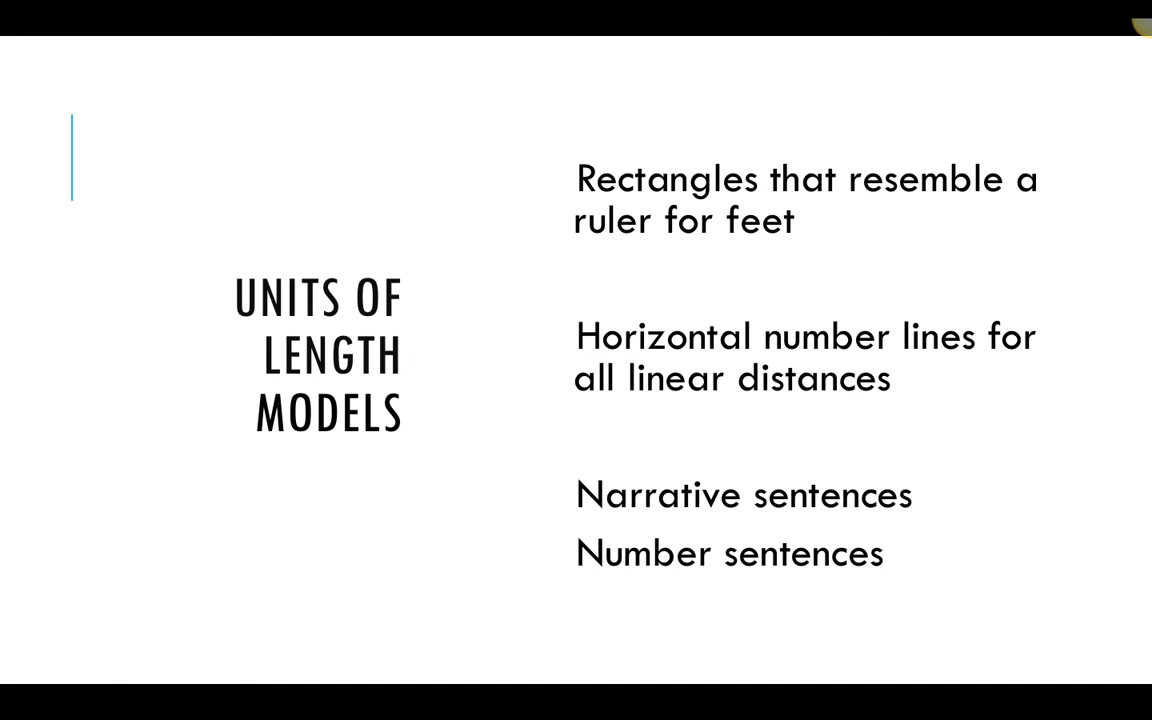 UNITS OF
LENGTH
MODELS
Rectangles that resemble a
ruler for feet
Horizontal number lines for
all linear distances
Narrative sentences
Number sentences